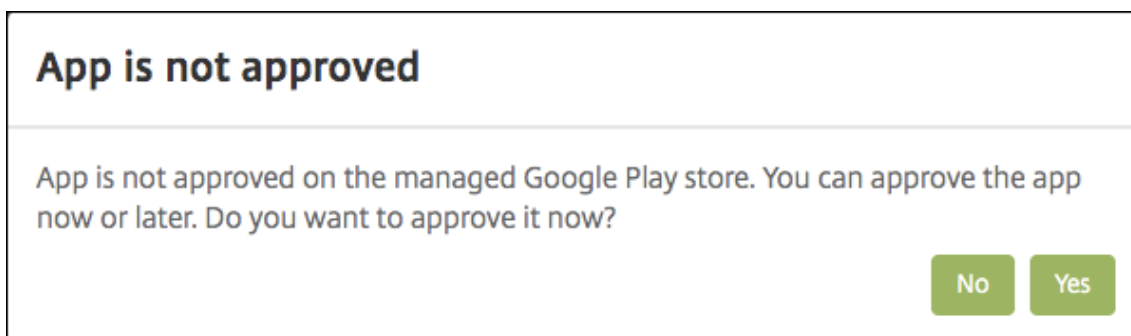 App is not approved
App is not approved on the managed Google Play store. You can approve the app
now or later. Do you want to approve it now?
No Yes